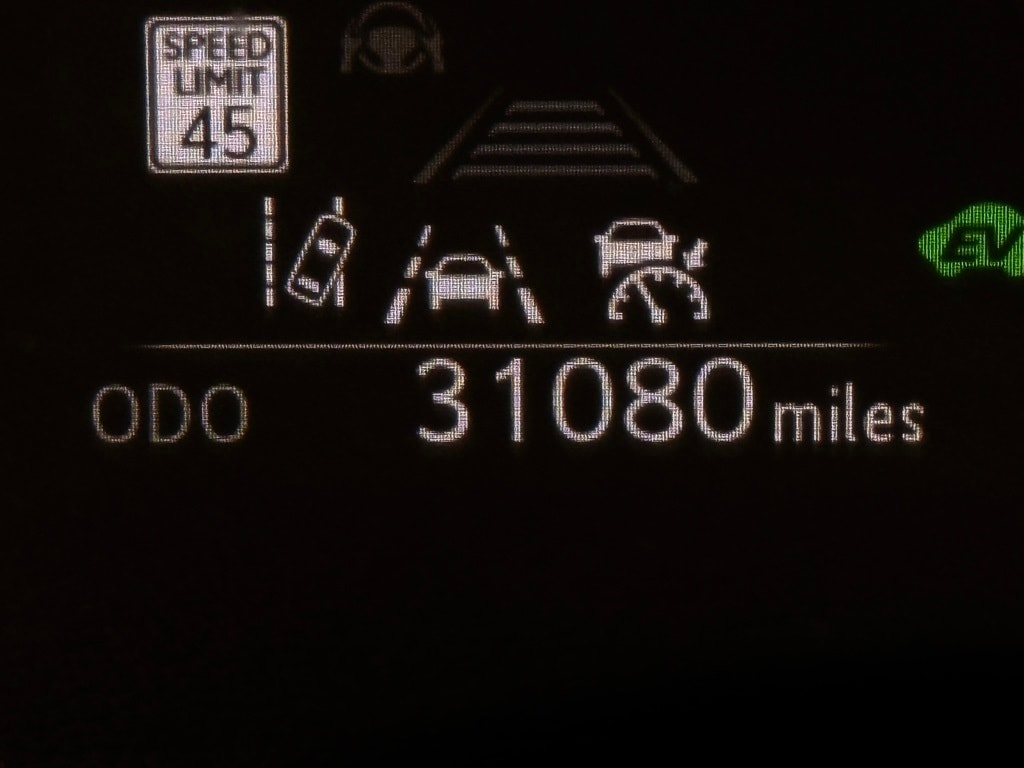 SPEED
LIMIT
45
EV
ODO 31080 miles